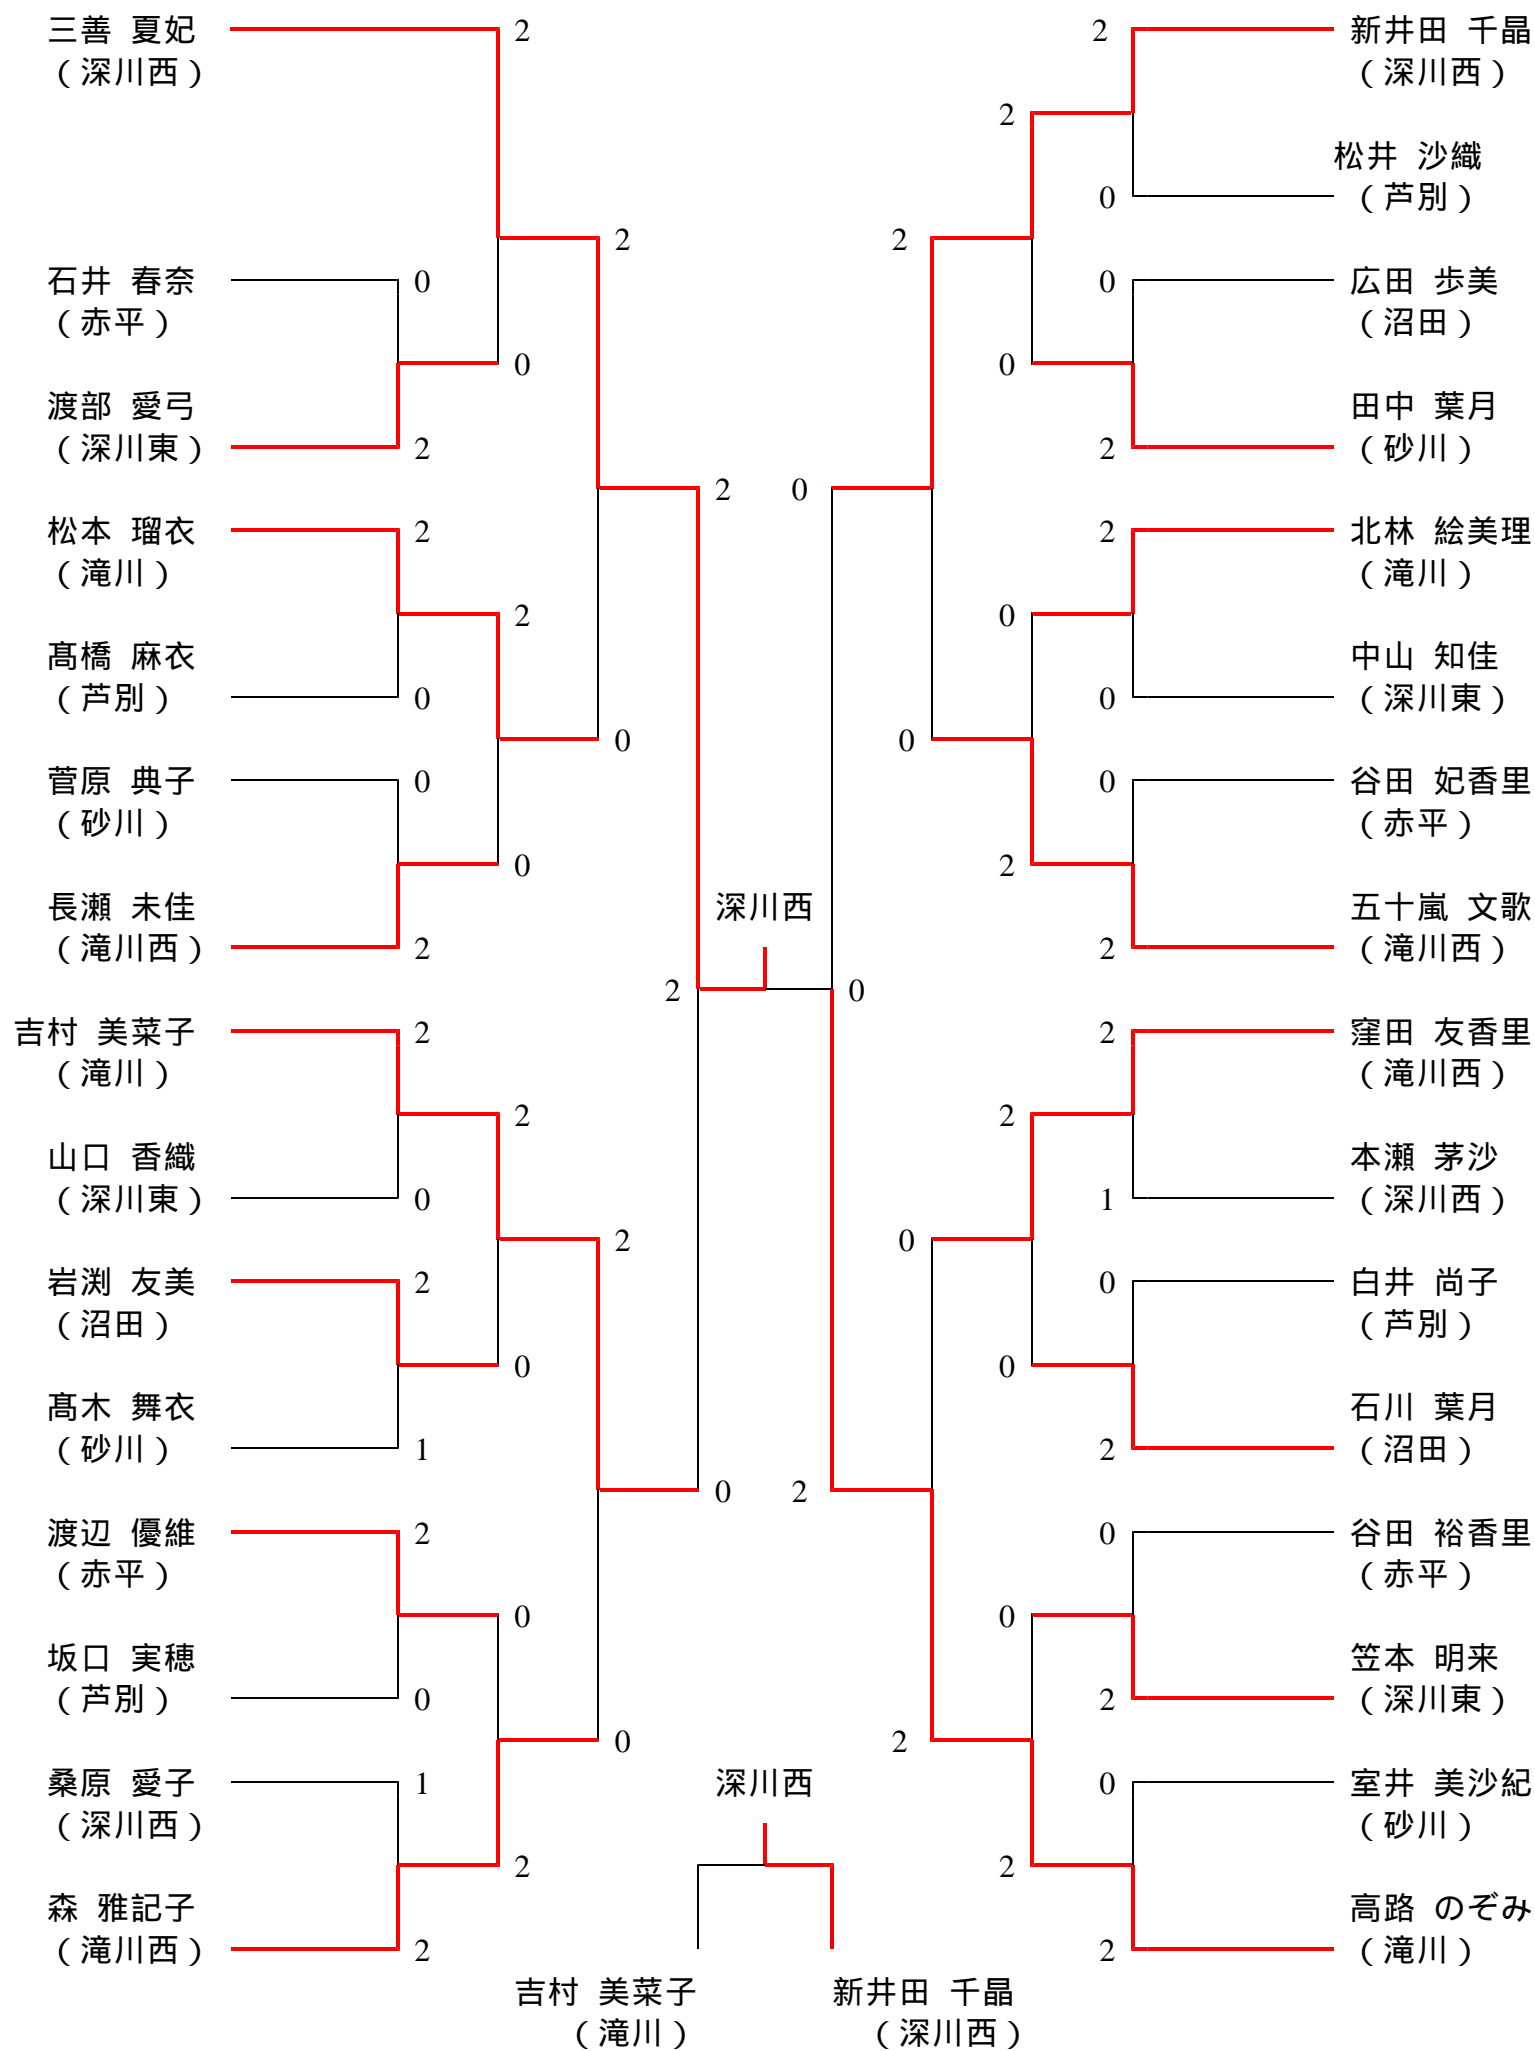 三善 夏妃
(深川西)
2
石井 春奈
(赤平)
0
渡部 愛弓
(深川東)
2
0
2
松本 瑠衣
(滝川)
2
髙橋 麻衣
(芦別)
0
2
菅原 典子
(砂川)
0
長瀬 未佳
(滝川西)
2
0
0
2
吉村 美菜子
(滝川)
2
山口 香織
(深川東)
0
2
岩渕 友美
(沼田)
2
髙木 舞衣
(砂川)
1
0
2
渡辺 優維
(赤平)
2
坂口 実穂
(芦別)
0
0
桑原 愛子
(深川西)
1
森 雅記子
(滝川西)
2
2
0
0
深川西
2
0
深川西
吉村 美菜子
(滝川)
新井田 千晶
(深川西)
2
新井田 千晶
(深川西)
0
松井 沙織
(芦別)
2
0
広田 歩美
(沼田)
2
田中 葉月
(砂川)
0
2
2
北林 絵美理
(滝川)
0
中山 知佳
(深川東)
0
0
谷田 妃香里
(赤平)
2
五十嵐 文歌
(滝川西)
2
0
0
2
窪田 友香里
(滝川西)
1
本瀬 茅沙
(深川西)
2
0
白井 尚子
(芦別)
2
石川 葉月
(沼田)
0
0
0
谷田 裕香里
(赤平)
2
笠本 明来
(深川東)
0
0
室井 美沙紀
(砂川)
2
高路 のぞみ
(滝川)
2
2
2